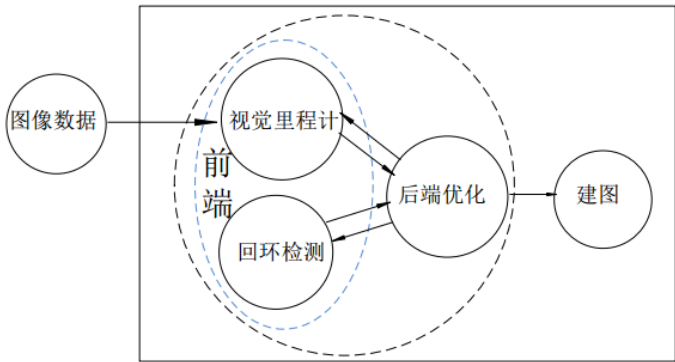 图像数据
视觉里程计
前端
回环检测
后端优化
建图